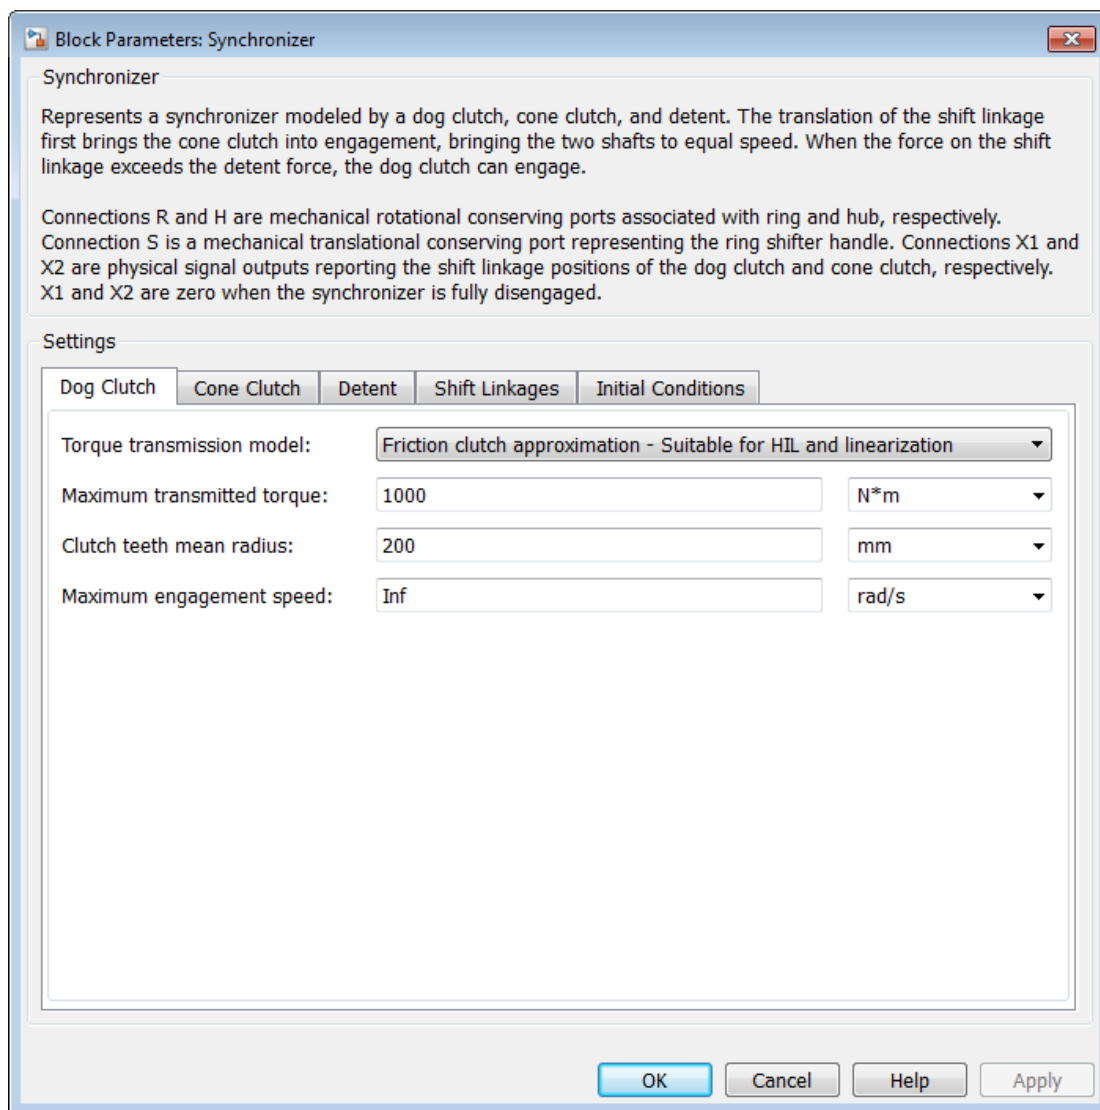 Block Parameters: Synchronizer
Synchronizer
Represents a synchronizer modeled by a dog clutch, cone clutch, and detent. The translation of the shift linkage
first brings the cone clutch into engagement, bringing the two shafts to equal speed. When the force on the shift
linkage exceeds the detent force, the dog clutch can engage.
Connections R and H are mechanical rotational conserving ports associated with ring and hub, respectively.
Connection S is a mechanical translational conserving port representing the ring shifter handle. Connections X1 and
X2 are physical signal outputs reporting the shift linkage positions of the dog clutch and cone clutch, respectively.
X1 and X2 are zero when the synchronizer is fully disengaged.
Settings
Dog Clutch Cone Clutch Detent Shift Linkages Initial Conditions
Torque transmission model: Friction clutch approximation - Suitable for HIL and linearization
Maximum transmitted torque: 1000 N*m
Clutch teeth mean radius: 200 mm
Maximum engagement speed: Inf rad/s
OK Cancel Help Apply